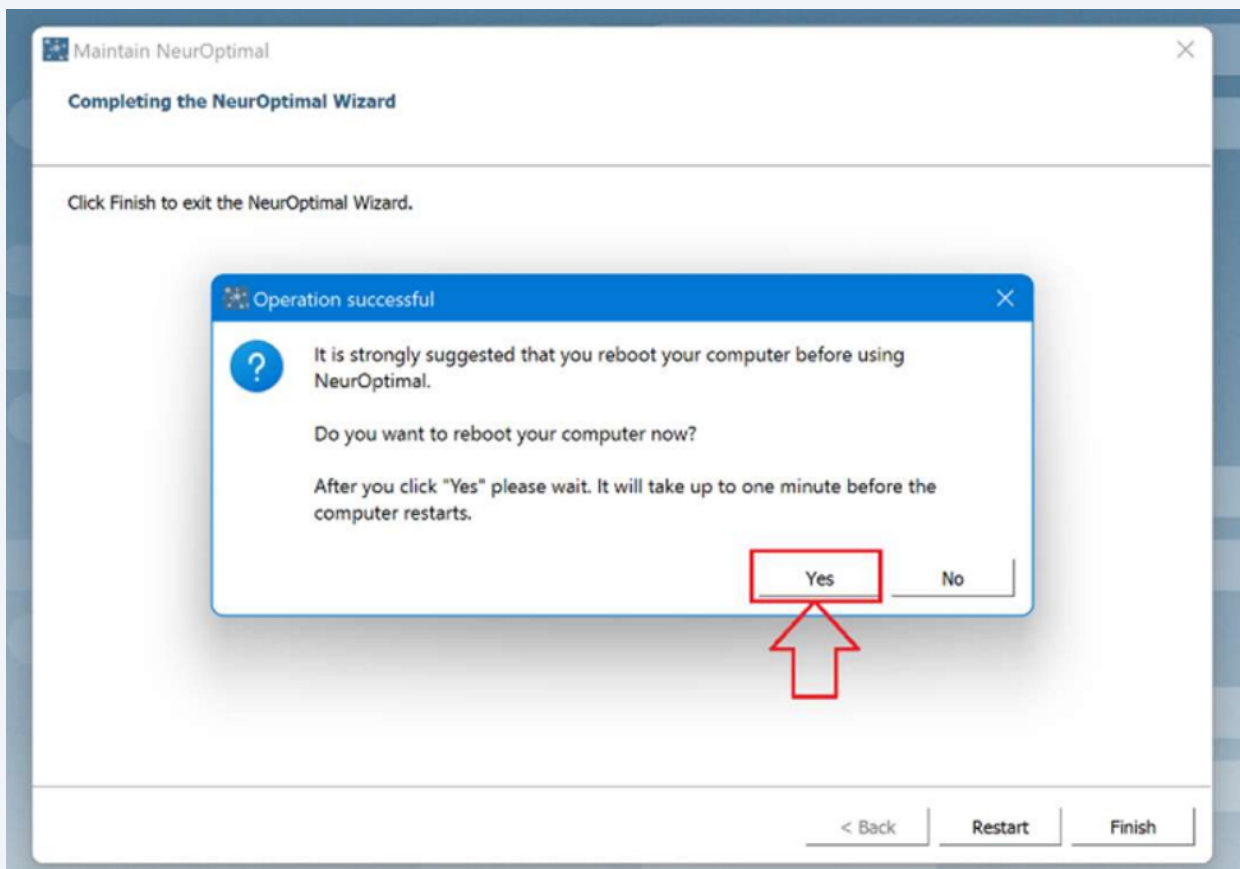 Maintain NeurOptimal
Completing the NeurOptimal Wizard
Click Finish to exit the NeurOptimal Wizard.
Operation successful
It is strongly suggested that you reboot your computer before using
NeurOptimal.
Do you want to reboot your computer now?
After you click "Yes" please wait. It will take up to one minute before the
computer restarts.
Yes No
< Back Restart Finish